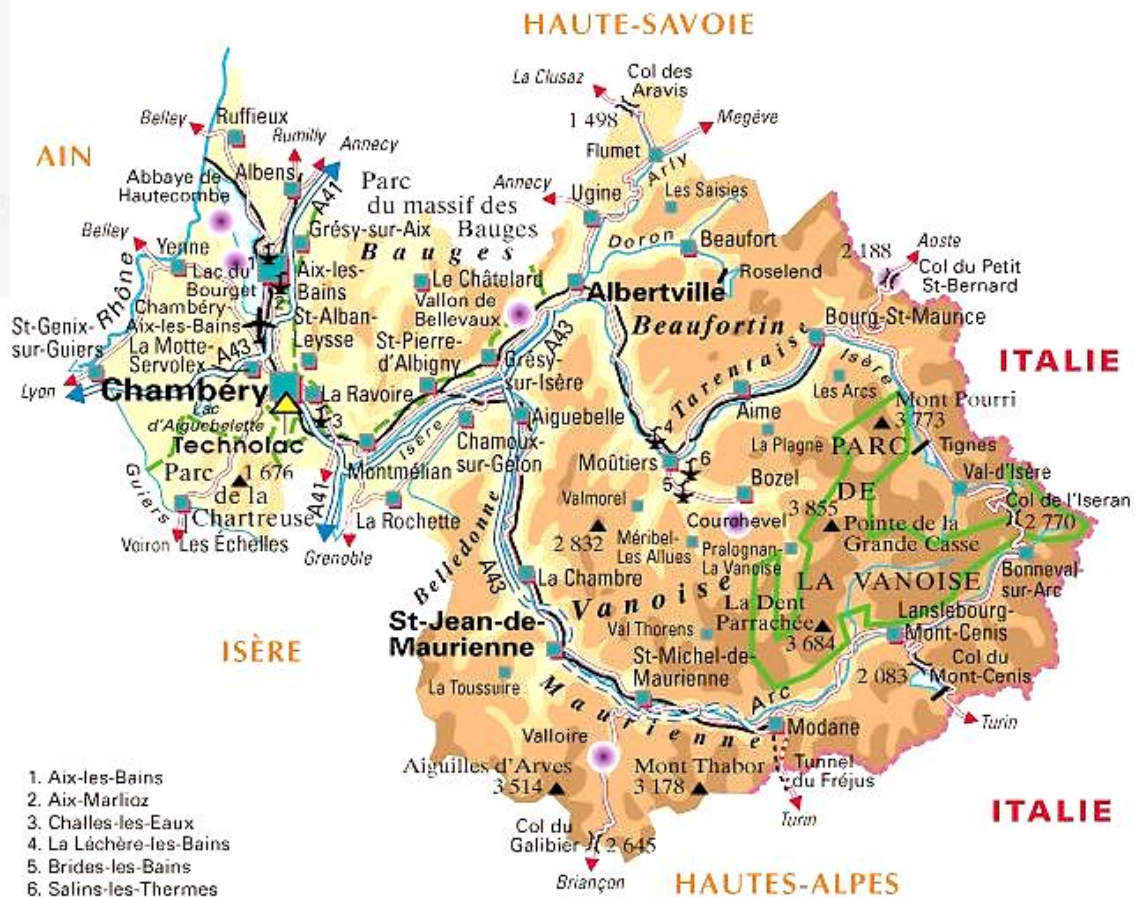 HAUTE-SAVOIE
La Clusaz
Col des
Aravis
1 498
Megève
Belley
Ruffieux
Rumilly
Annecy
Flumet
Arly
AIN
Abbaye de
Hautecombe
Albens
A41
Parc
du massif des
Bauges
Annecy
Ugine
Les Saisies
Belley
Yenne
Grésy-sur-Aix
Bauges
Doron
Beaufort
2 188
Aoste
Col du Petit
St-Bernard
Rhône
Lac du
Bourget
1
2
Aix-les-
Bains
Le Châtelard
Vallon de
Bellevaux
Albertville
Roselend
Chambéry-
Aix-les-Bains
St-Alban-
Leysse
Beaufortin
Bourg-St-Maurice
St-Genix-
sur-Guiers
La Motte-
Servolex
A43
St-Pierre-
d'Albigny
Grésy-
sur-Isère
A43
Tarentaise
Isère
ITALIE
Lyon
Chambéry
La Ravoire
Aime
Les Arcs
Mont Pourri
3 773
Lac
d'Aiguebelette
3
Isère
Aiguebelle
La Plagne
PARC
Tignes
Technolac
Montmélian
Chamoux-
sur-Gelon
4
Moûtiers
5
6
Bozel
Val-d'Isère
Guiers
Parc
de la
Chartreuse
1 676
A41
La Rochette
Valmorel
Courchevel
DE
3 855
Pointe de la
Grande Casse
Col de l'Iseran
2 770
Voiron
Les Échelles
Grenoble
Belledonne
2 832
Méribel-
Les Allues
Pralognan-
La Vanoise
Bonneval-
sur-Arc
A43
La Chambre
Vanoise
LA VANOISE
La Dent
Parrachée
3 684
Lanslebourg-
Mont-Cenis
ISÈRE
St-Jean-de-
Maurienne
Val Thorens
St-Michel-de-
Maurienne
2 083
Col du
Mont-Cenis
La Toussuire
Maurienne
Arc
Turin
Valloire
Modane
Aiguilles d'Arves
3 514
Mont Thabor
3 178
Tunnel
du Fréjus
Turin
ITALIE
Col du
Galibier
2 645
Briançon
HAUTES-ALPES
1. Aix-les-Bains
2. Aix-Marlioz
3. Challes-les-Eaux
4. La Léchère-les-Bains
5. Brides-les-Bains
6. Salins-les-Thermes